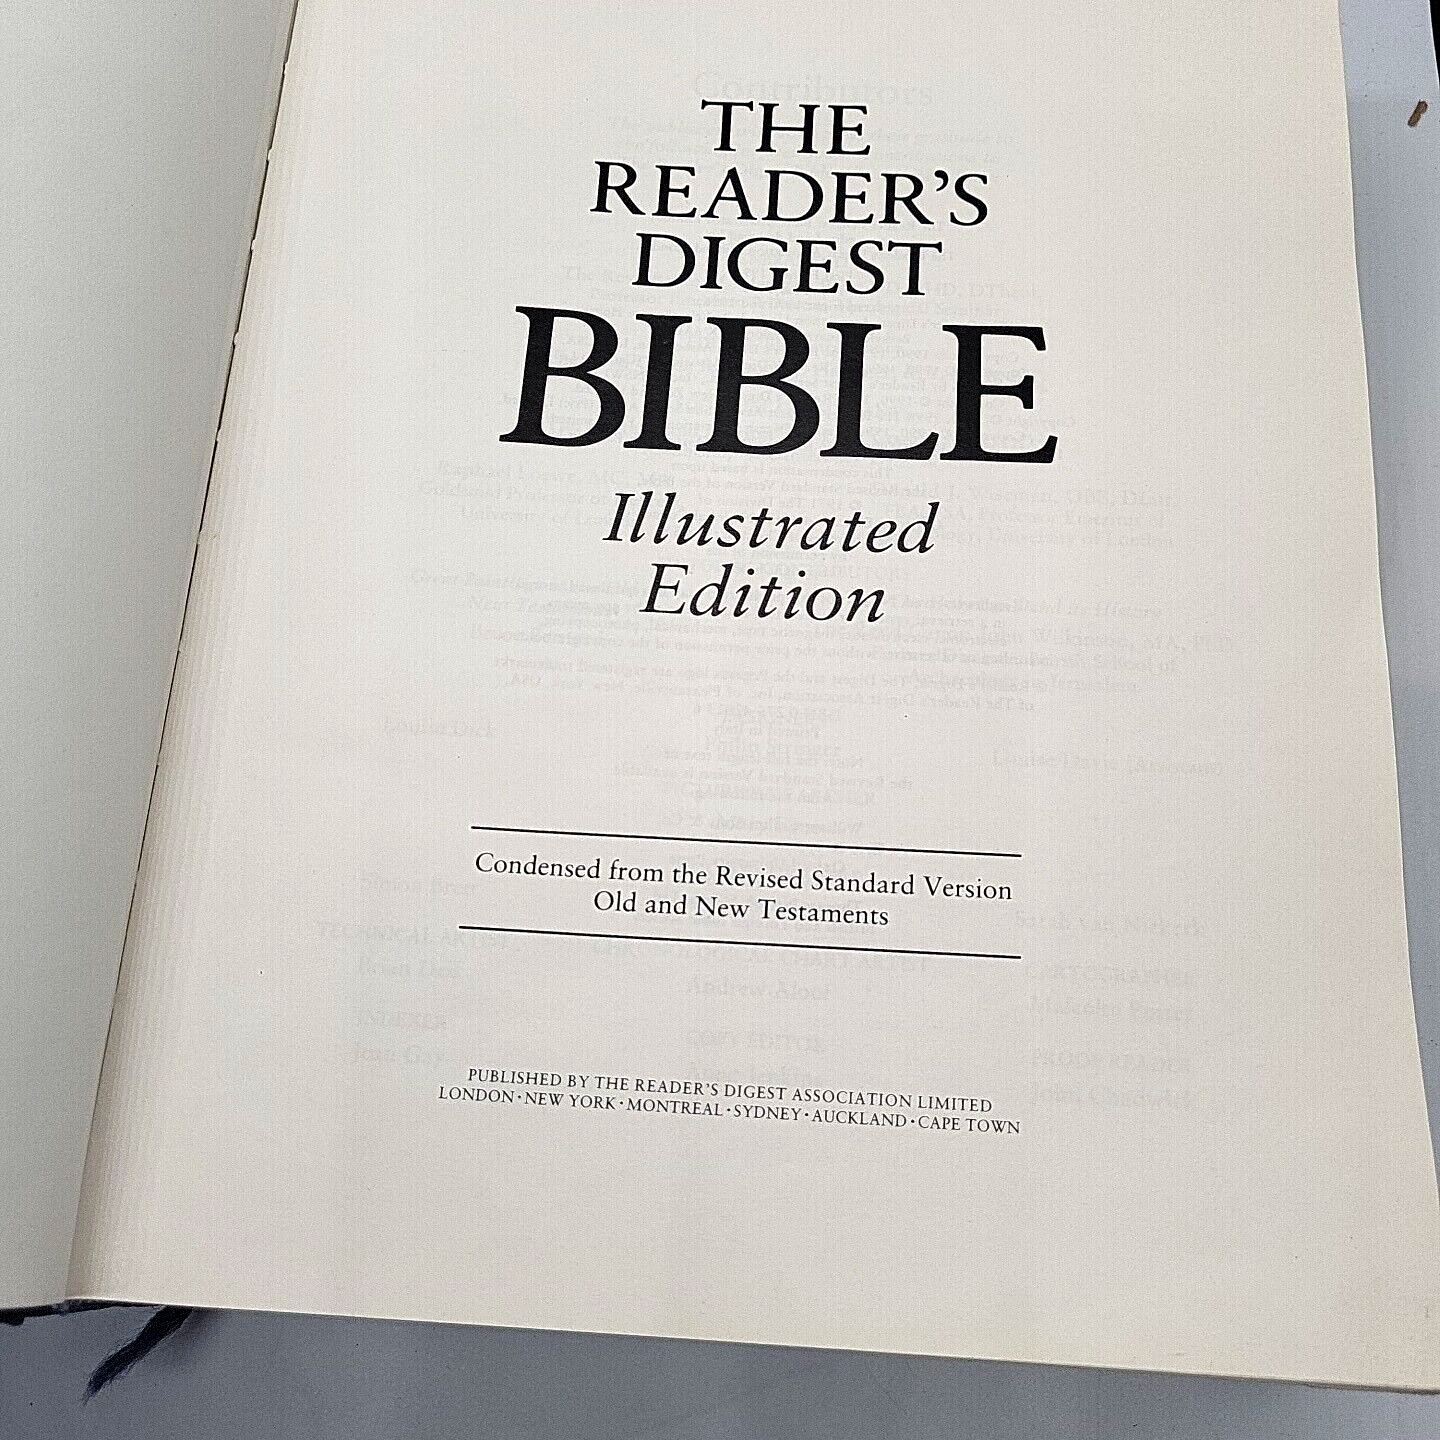 THE
READER'S
DIGEST
BIBLE
Illustrated
Edition
Condensed from the Revised Standard Version
Old and New Testaments
PUBLISHED BY THE READER'S DIGEST ASSOCIATION LIMITED
LONDON·NEW YORK·MONTREAL·SYDNEY·AUCKLAND·CAPE TOWN